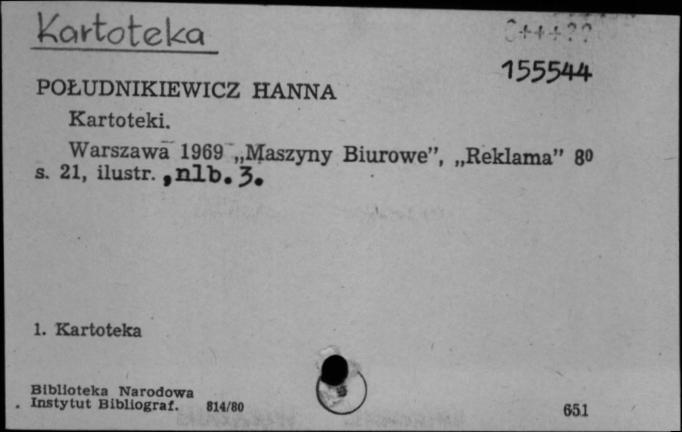 Kartoteka
155544
POŁUDNIKIEWICZ HANNA
Kartoteki.
Warszawa 1969 „Maszyny Biurowe”, „Reklama” 8⁰
s. 21, ilustr. , nlb. 3.
1. Kartoteka
Biblioteka Narodowa
Instytut Bibliograf. 814/80
651